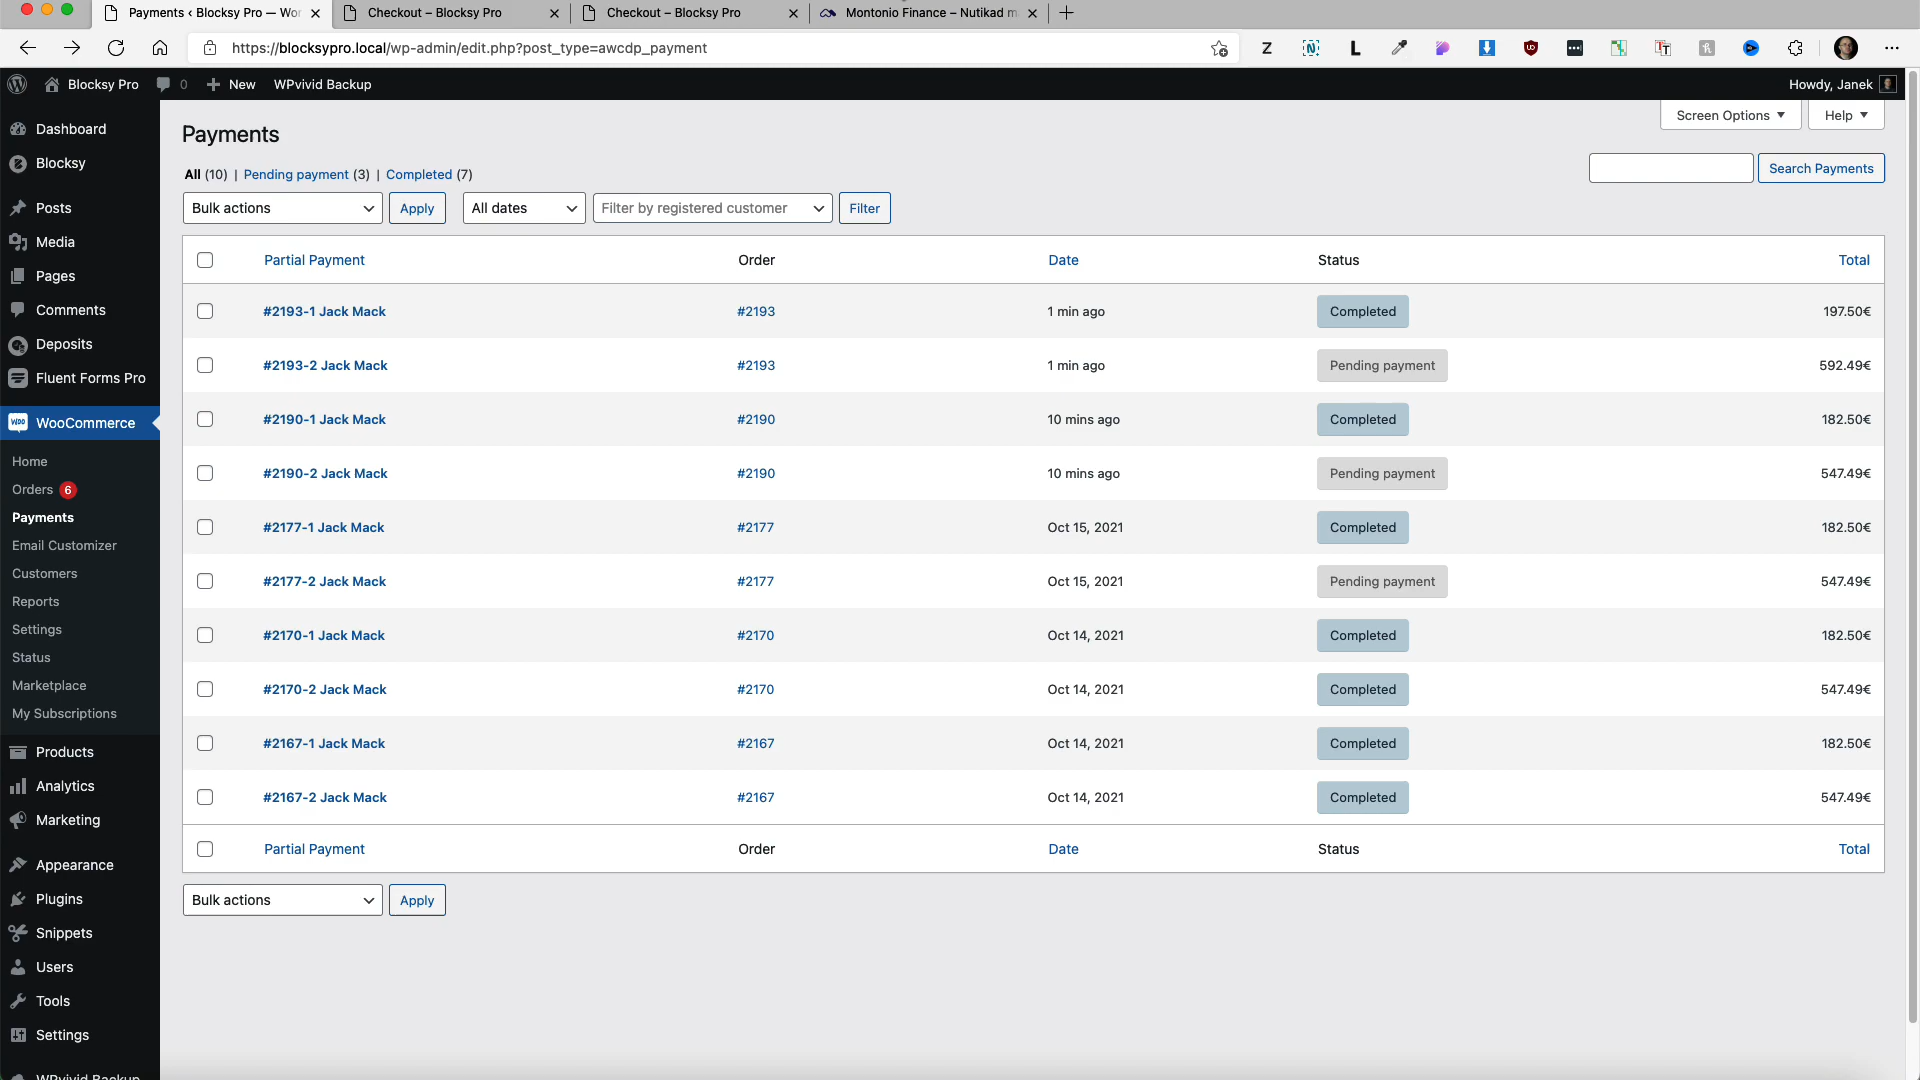 Payments ‹ Blocksy Pro — Wor
Checkout – Blocksy Pro
Checkout – Blocksy Pro
Montonio Finance – Nutikad m
https://blocksypro.local/wp-admin/edit.php?post_type=awcdp_payment
Blocksy Pro
0
New
WPvivid Backup
Howdy, Janek
Dashboard
Blocksy
Posts
Media
Pages
Comments
Deposits
Fluent Forms Pro
WooCommerce
Home
Orders 6
Payments
Email Customizer
Customers
Reports
Settings
Status
Marketplace
My Subscriptions
Products
Analytics
Marketing
Appearance
Plugins
Snippets
Users
Tools
Settings
WPvivid Backup
Screen Options
Help
Payments
All (10) | Pending payment (3) | Completed (7)
Search Payments
Bulk actions
Apply
All dates
Filter by registered customer
Filter
Partial Payment Order Date Status Total
#2193-1 Jack Mack #2193 1 min ago Completed 197.50€
#2193-2 Jack Mack #2193 1 min ago Pending payment 592.49€
#2190-1 Jack Mack #2190 10 mins ago Completed 182.50€
#2190-2 Jack Mack #2190 10 mins ago Pending payment 547.49€
#2177-1 Jack Mack #2177 Oct 15, 2021 Completed 182.50€
#2177-2 Jack Mack #2177 Oct 15, 2021 Pending payment 547.49€
#2170-1 Jack Mack #2170 Oct 14, 2021 Completed 182.50€
#2170-2 Jack Mack #2170 Oct 14, 2021 Completed 547.49€
#2167-1 Jack Mack #2167 Oct 14, 2021 Completed 182.50€
#2167-2 Jack Mack #2167 Oct 14, 2021 Completed 547.49€
Partial Payment Order Date Status Total
Bulk actions
Apply